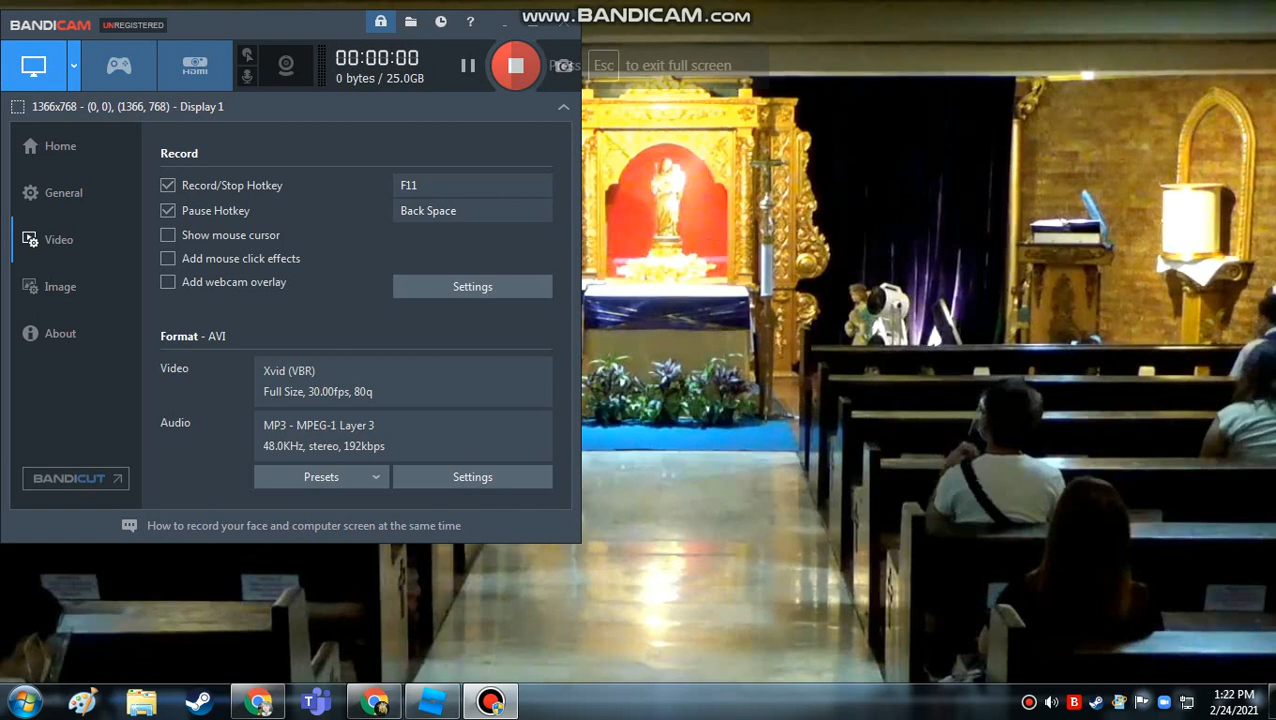 www.BANDICAM.com
BANDICAM UNREGISTERED
00:00:00
0 bytes / 25.0GB
HDMI
Press Esc to exit full screen
1366x768 - (0, 0), (1366, 768) - Display 1
Home
General
Video
Image
About
BANDICUT
Record
Record/Stop Hotkey F11
Pause Hotkey Back Space
Show mouse cursor
Add mouse click effects
Add webcam overlay
Settings
Format - AVI
Video
Xvid (VBR)
Full Size, 30.00fps, 80q
Audio
MP3 - MPEG-1 Layer 3
48.0KHz, stereo, 192kbps
Presets Settings
How to record your face and computer screen at the same time
1:22 PM
2/24/2021